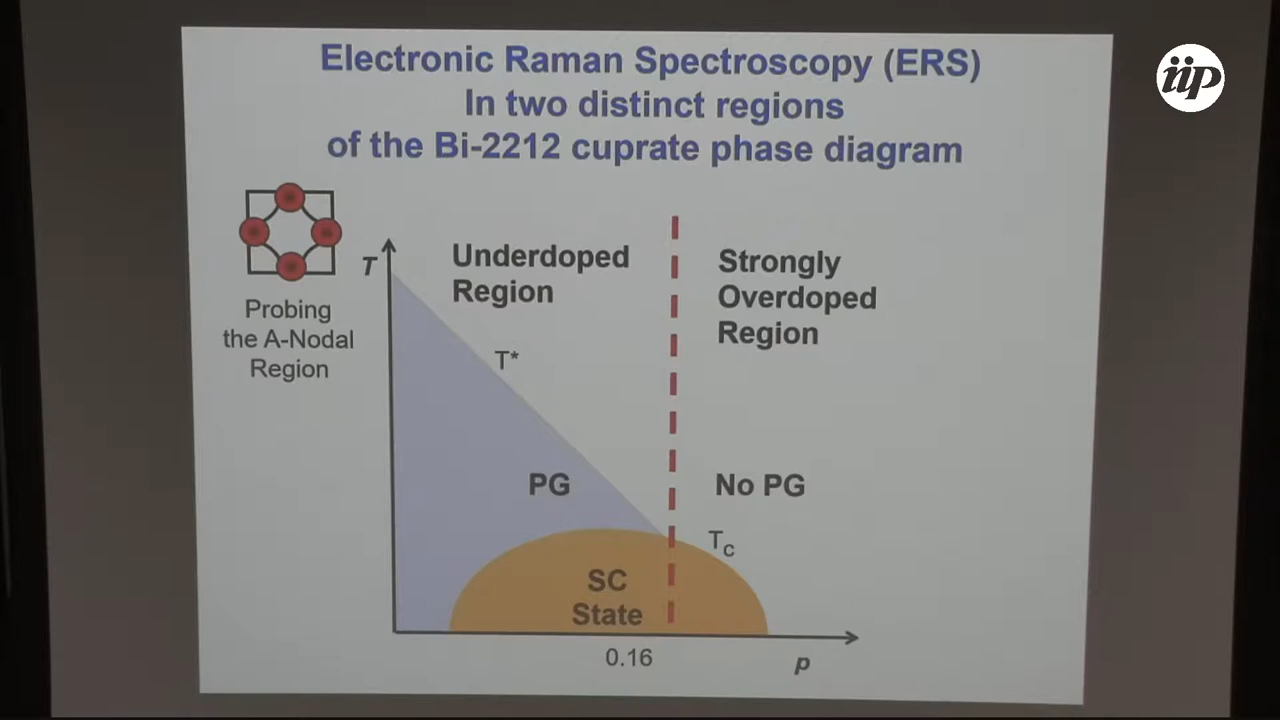 Electronic Raman Spectroscopy (ERS)
In two distinct regions
of the Bi-2212 cuprate phase diagram
iip
Probing
the A-Nodal
Region
T
Underdoped
Region
Strongly
Overdoped
Region
T*
PG
No PG
Tc
SC
State
0.16
p